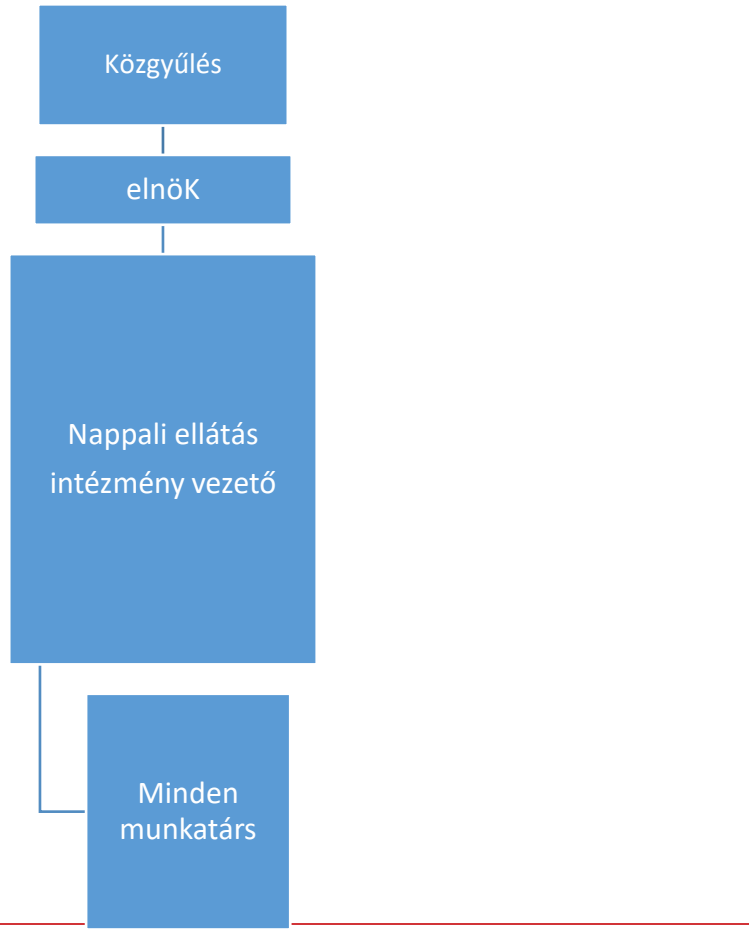 Közgyűlés
elnöK
Nappali ellátás
intézmény vezető
Minden
munkatárs